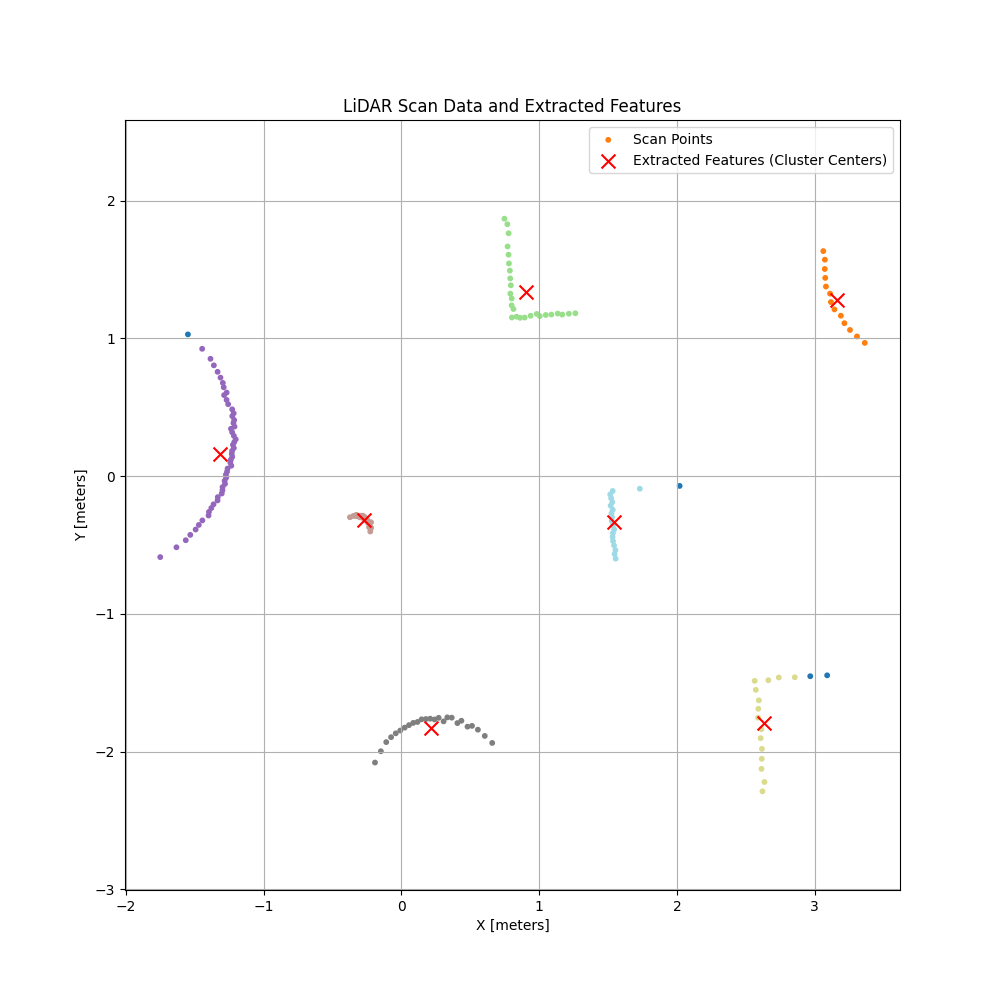 LiDAR Scan Data and Extracted Features
Scan Points
Extracted Features (Cluster Centers)
2
1
0
−1
−2
−3
Y [meters]
−2 −1 0 1 2 3
X [meters]